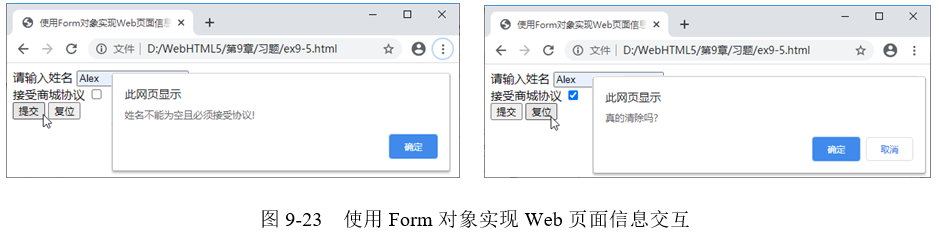 使用Form对象实现Web页面信息交互
文件 | D:/WebHTML5/第9章/习题/ex9-5.html
请输入姓名 Alex
接受商城协议
提交 复位
此网页显示
姓名不能为空且必须接受协议!
确定
使用Form对象实现Web页面信息交互
文件 | D:/WebHTML5/第9章/习题/ex9-5.html
请输入姓名 Alex
接受商城协议
提交 复位
此网页显示
真的清除吗?
确定 取消
图 9-23 使用 Form 对象实现 Web 页面信息交互